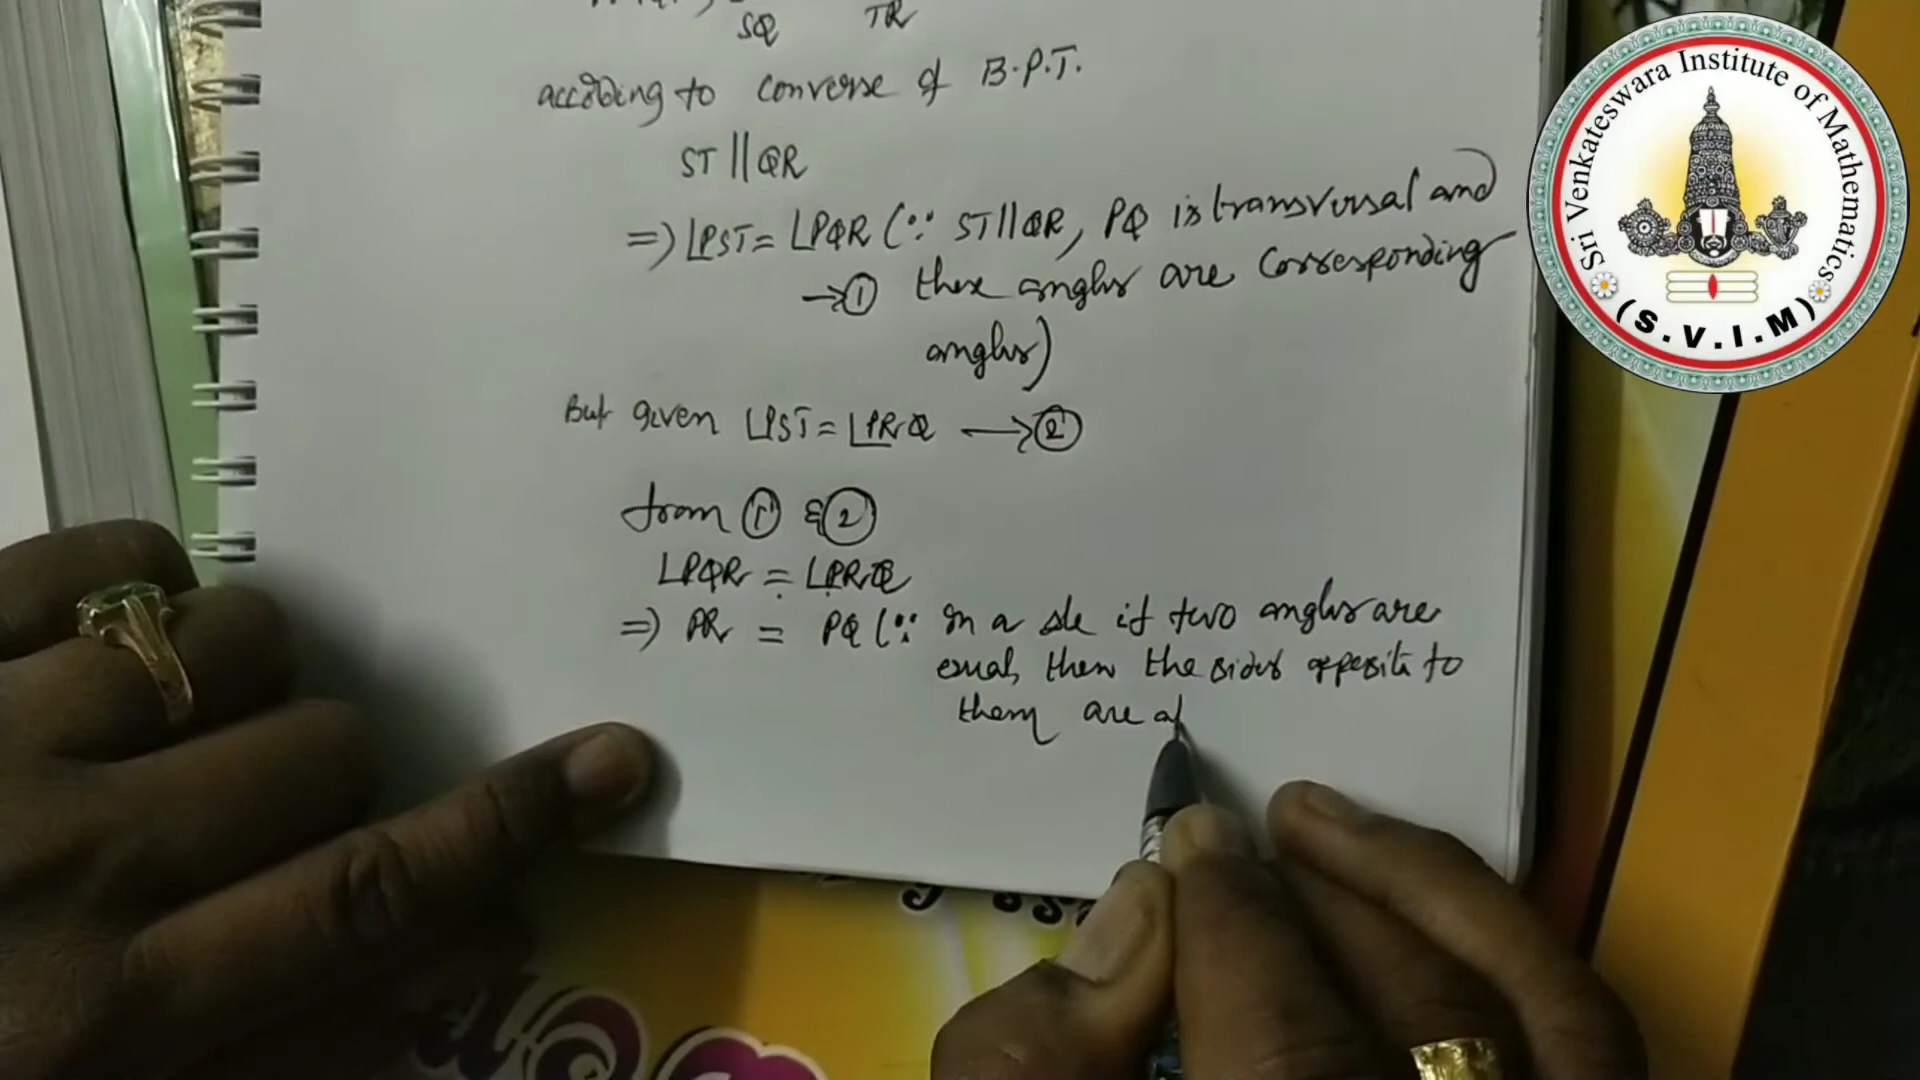 SQ TR
according to converse of B.P.T.
ST || QR
=) ∠PST = ∠PQR (∵ ST || QR, PQ is transversal and
→① these angles are corresponding
angles)
But given ∠PST = ∠PRQ →②
from ① & ②
∠PQR = ∠PRQ
=) PR = PQ (∵ In a △le if two angles are
equal, then the sides opposite to
them are al
Sri Venkateswara Institute of Mathematics
(S.V.I.M)